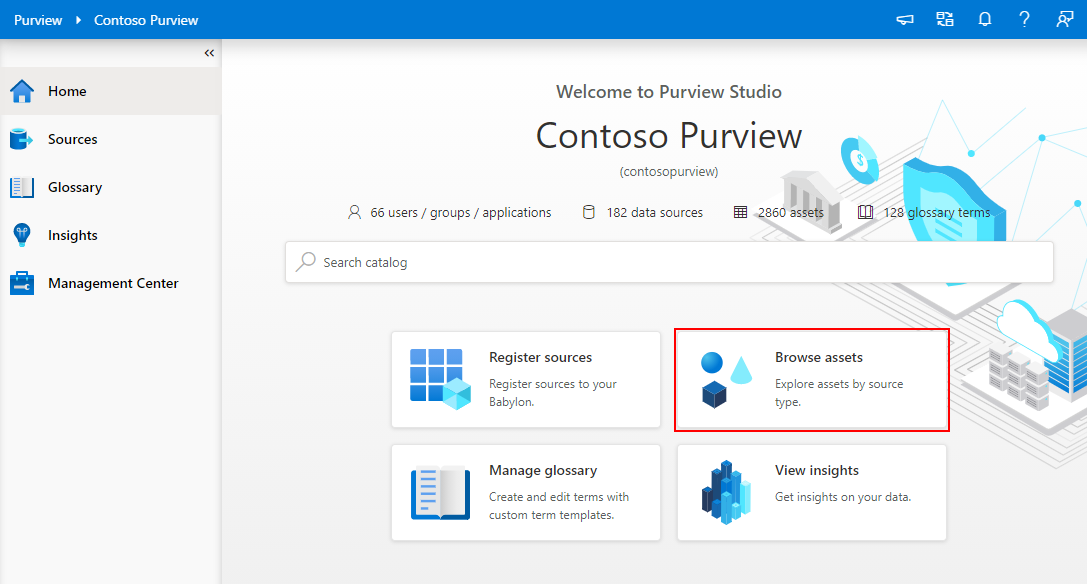 Purview Contoso Purview
Home
Sources
Glossary
Insights
Management Center
Welcome to Purview Studio
Contoso Purview
(contosopurview)
66 users / groups / applications 182 data sources 2860 assets 128 glossary terms
Search catalog
Register sources
Register sources to your
Babylon.
Browse assets
Explore assets by source
type.
Manage glossary
Create and edit terms with
custom term templates.
View insights
Get insights on your data.